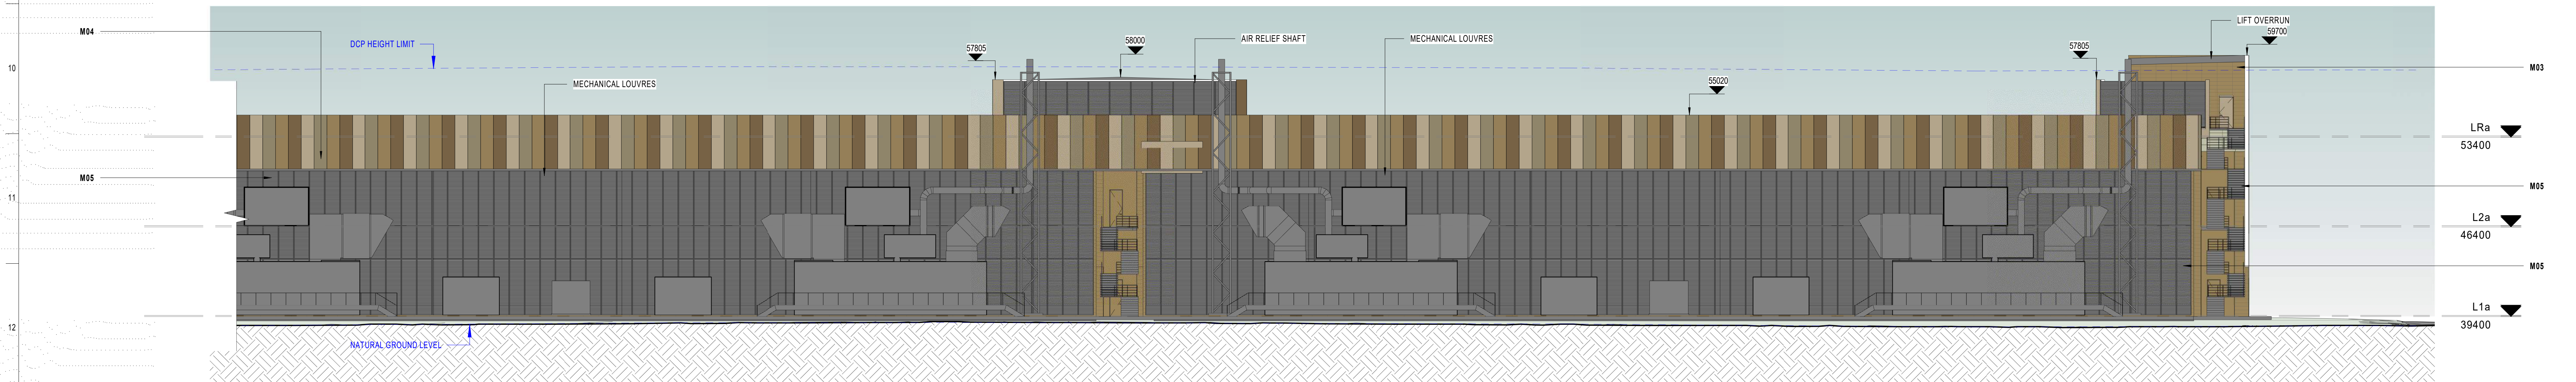 LIFT OVERRUN
59700
M04
DCP HEIGHT LIMIT
57805
58000
AIR RELIEF SHAFT
MECHANICAL LOUVRES
57805
10
M03
MECHANICAL LOUVRES
55020
LRa
53400
M05
M05
11
L2a
46400
M05
L1a
39400
12
NATURAL GROUND LEVEL